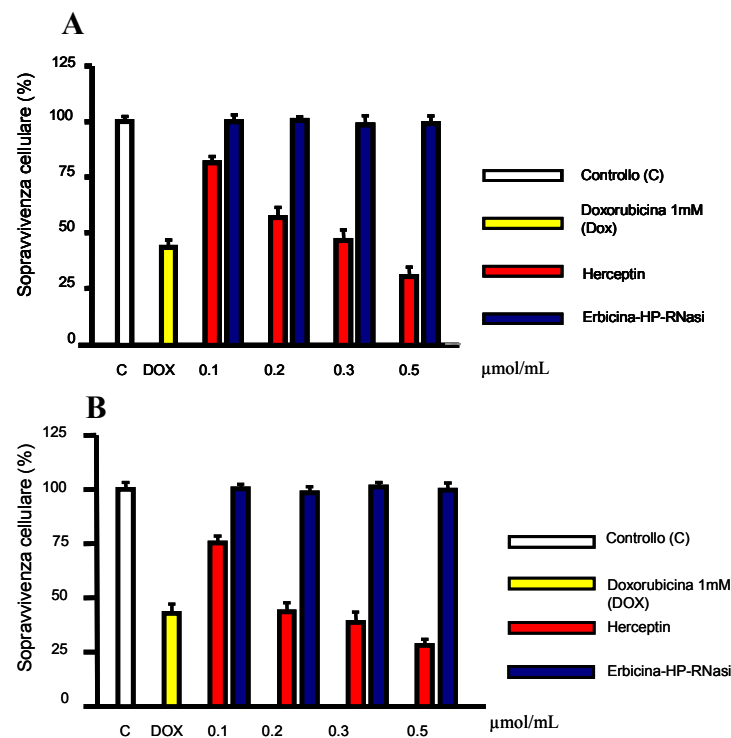 A
Sopravvivenza cellulare (%)
125
100
75
50
25
0
C DOX 0.1 0.2 0.3 0.5 µmol/mL
Controllo (C)
Doxorubicina 1mM
(Dox)
Herceptin
Erbicina-HP-RNasi
B
Sopravvivenza cellulare (%)
125
100
75
50
25
0
C DOX 0.1 0.2 0.3 0.5 µmol/mL
Controllo (C)
Doxorubicina 1mM
(DOX)
Herceptin
Erbicina-HP-RNasi